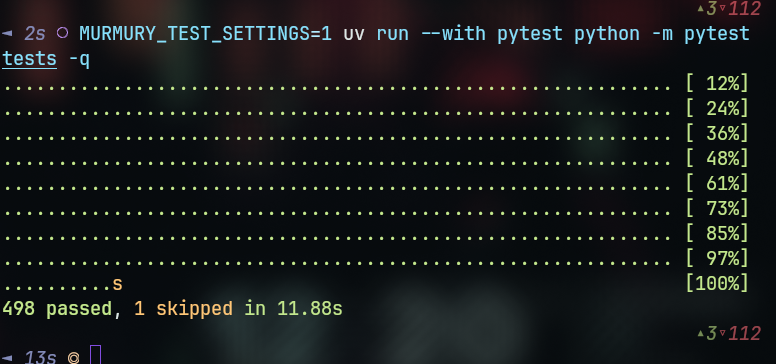 ▵3▿112
◄ 2s ○ MURMURY_TEST_SETTINGS=1 uv run --with pytest python -m pytest
tests -q
............................................................. [ 12%]
............................................................. [ 24%]
............................................................. [ 36%]
............................................................. [ 48%]
............................................................. [ 61%]
............................................................. [ 73%]
............................................................. [ 85%]
............................................................. [ 97%]
..........s [100%]
498 passed, 1 skipped in 11.88s
▵3▿112
◄ 13s ◎